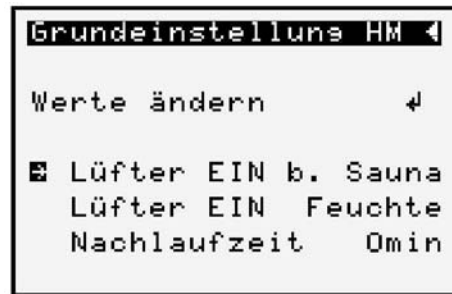 Grundeinstellung HM
Werte ändern
Lüfter EIN b. Sauna
Lüfter EIN Feuchte
Nachlaufzeit 0min